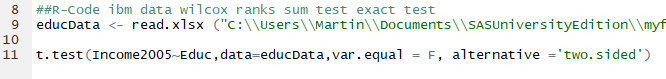 8 ##R-Code ibm data wilcox ranks sum test exact test
9 educData <- read.xlsx ("C:\\Users\\Martin\\Documents\\SASUniversityEdition\\myf
10
11 t.test(Income2005~Educ,data=educData,var.equal = F, alternative ='two.sided')